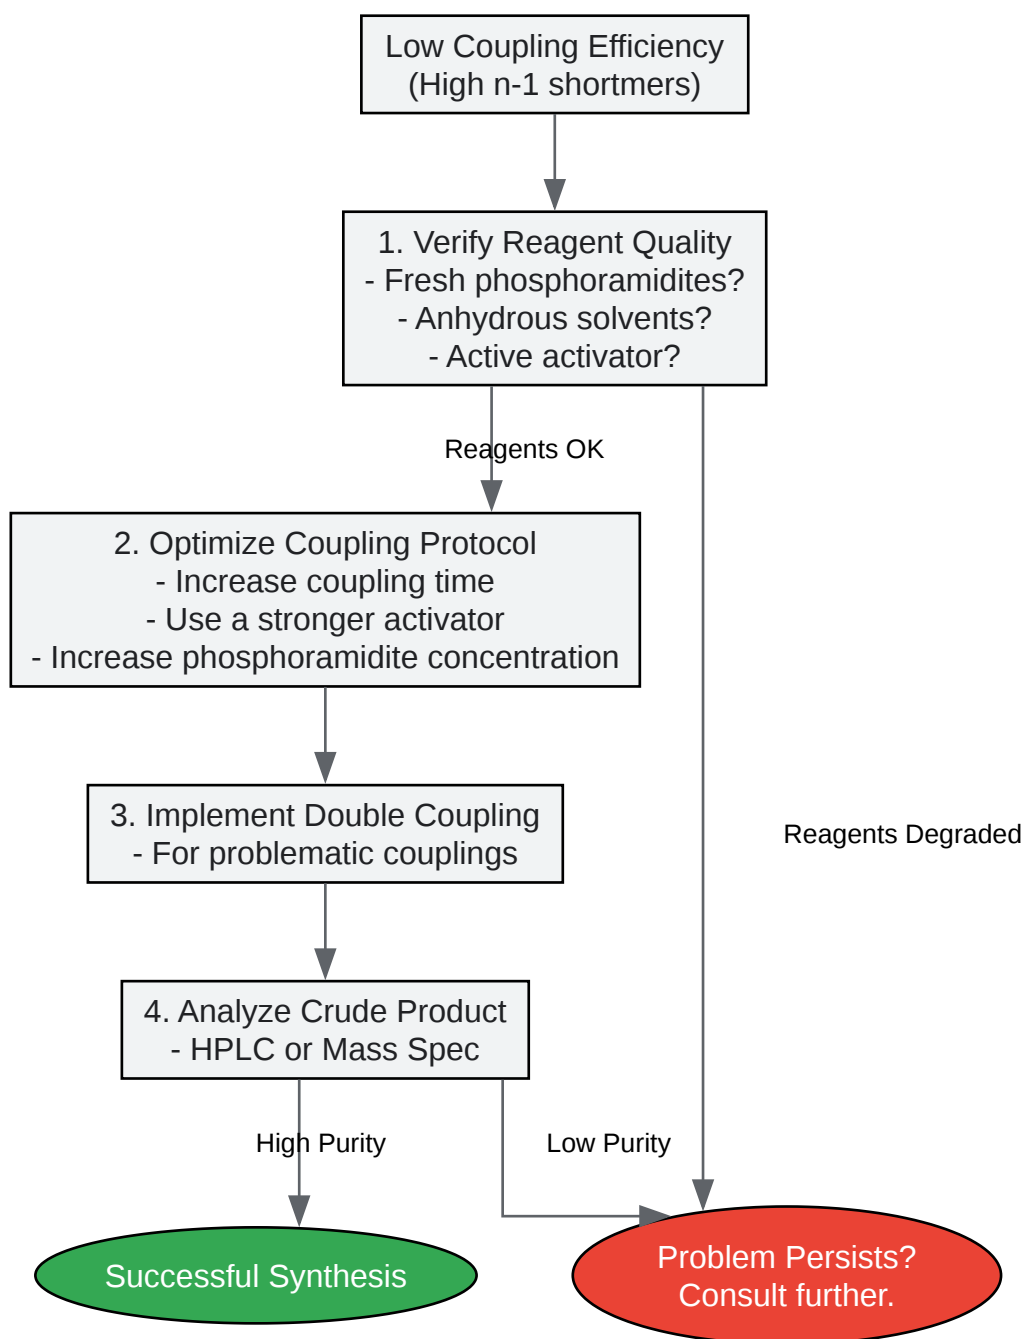 Low Coupling Efficiency
(High n-1 shortmers)
1. Verify Reagent Quality
- Fresh phosphoramidites?
- Anhydrous solvents?
- Active activator?
Reagents OK
2. Optimize Coupling Protocol
- Increase coupling time
- Use a stronger activator
- Increase phosphoramidite concentration
3. Implement Double Coupling
- For problematic couplings
Reagents Degraded
4. Analyze Crude Product
- HPLC or Mass Spec
High Purity
Low Purity
Successful Synthesis
Problem Persists?
Consult further.